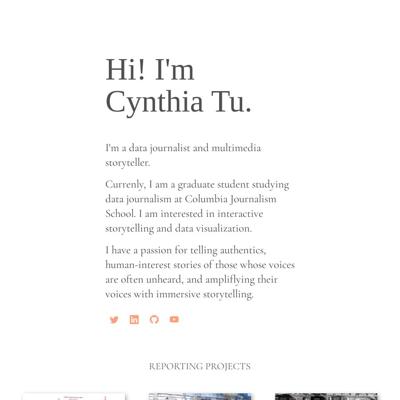 Hi! I'm
Cynthia Tu.
I'm a data journalist and multimedia
storyteller.
Currenly, I am a graduate student studying
data journalism at Columbia Journalism
School. I am interested in interactive
storytelling and data visualization.
I have a passion for telling authentics,
human-interest stories of those whose voices
are often unheard, and ampliflying their
voices with immersive storytelling.
REPORTING PROJECTS